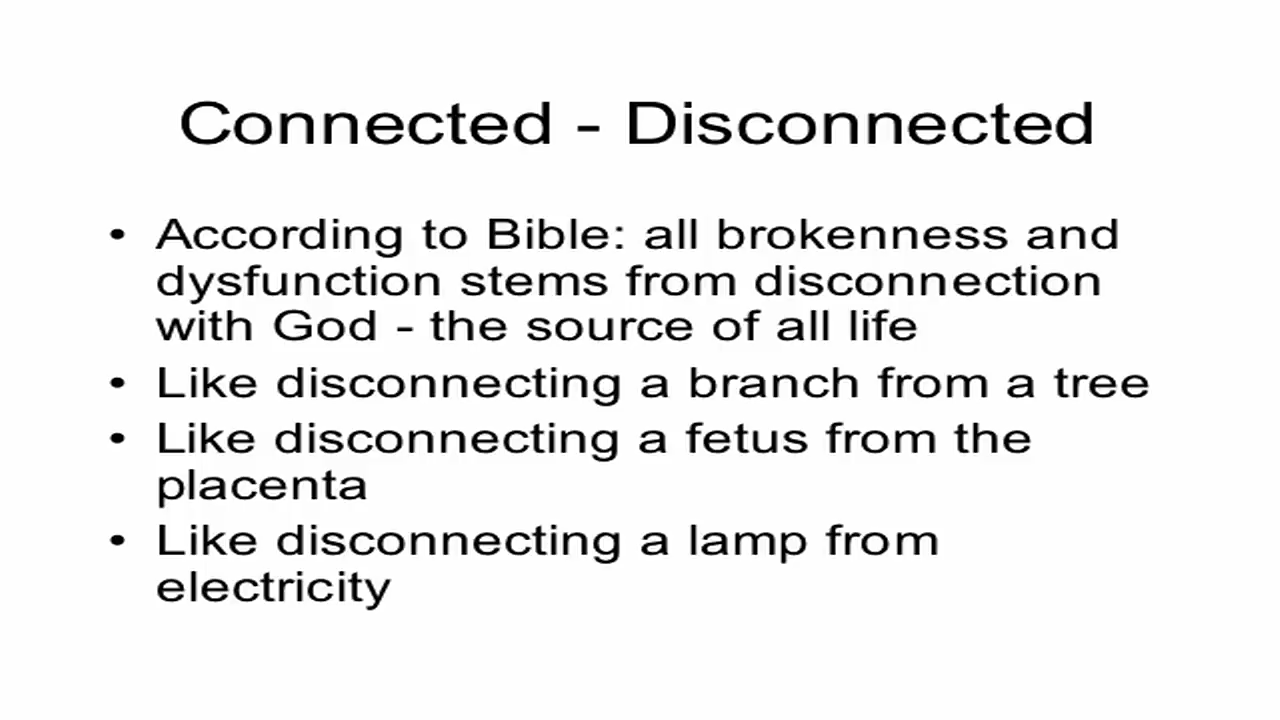 Connected - Disconnected
• According to Bible: all brokenness and
dysfunction stems from disconnection
with God - the source of all life
• Like disconnecting a branch from a tree
• Like disconnecting a fetus from the
placenta
• Like disconnecting a lamp from
electricity